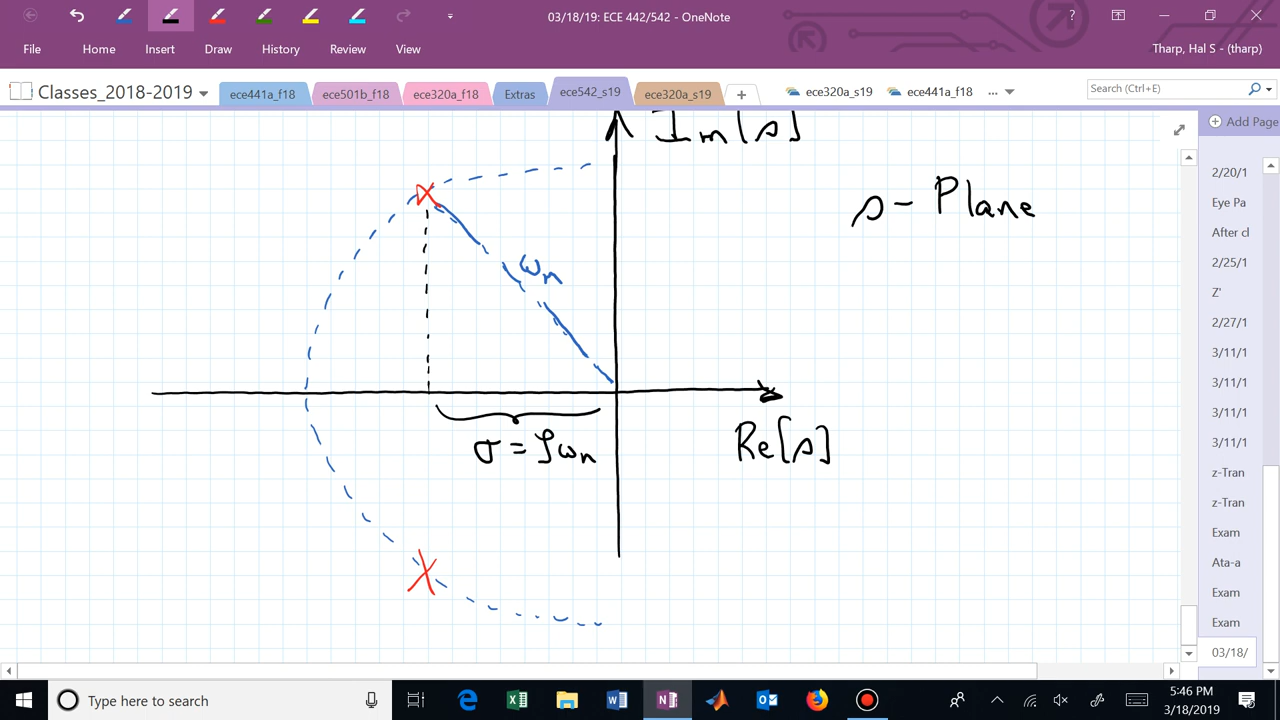 03/18/19: ECE 442/542 - OneNote
Tharp, Hal S - (tharp)
File Home Insert Draw History Review View
Classes_2018-2019
ece441a_f18
ece501b_f18
ece320a_f18
Extras
ece542_s19
ece320a_s19
+
ece320a_s19
ece441a_f18
...
Search (Ctrl+E)
Add Page
2/20/1
Eye Pa
After cl
2/25/1
Z'
2/27/1
3/11/1
3/11/1
3/11/1
3/11/1
z-Tran
z-Tran
Exam
Ata-a
Exam
Exam
03/18/
Im[s]
s-Plane
ωn
σ = ζωn
Re[s]
Type here to search
5:46 PM
3/18/2019